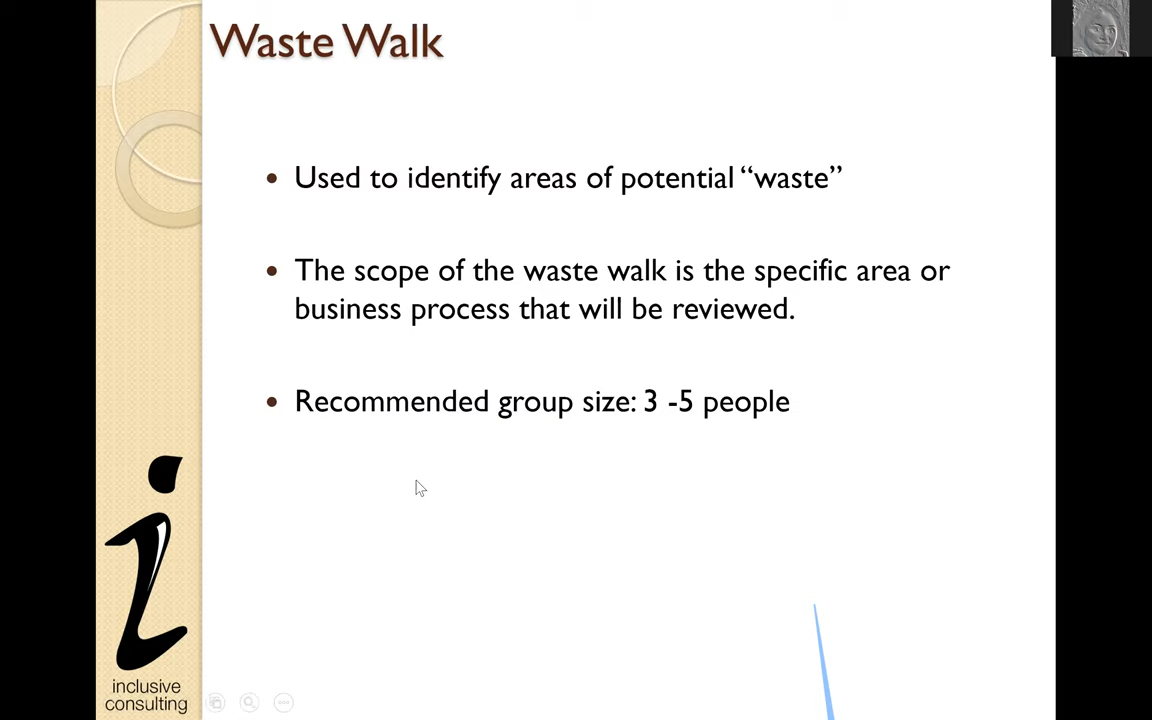 Waste Walk
• Used to identify areas of potential “waste”
• The scope of the waste walk is the specific area or
business process that will be reviewed.
• Recommended group size: 3 -5 people
i
inclusive
consulting